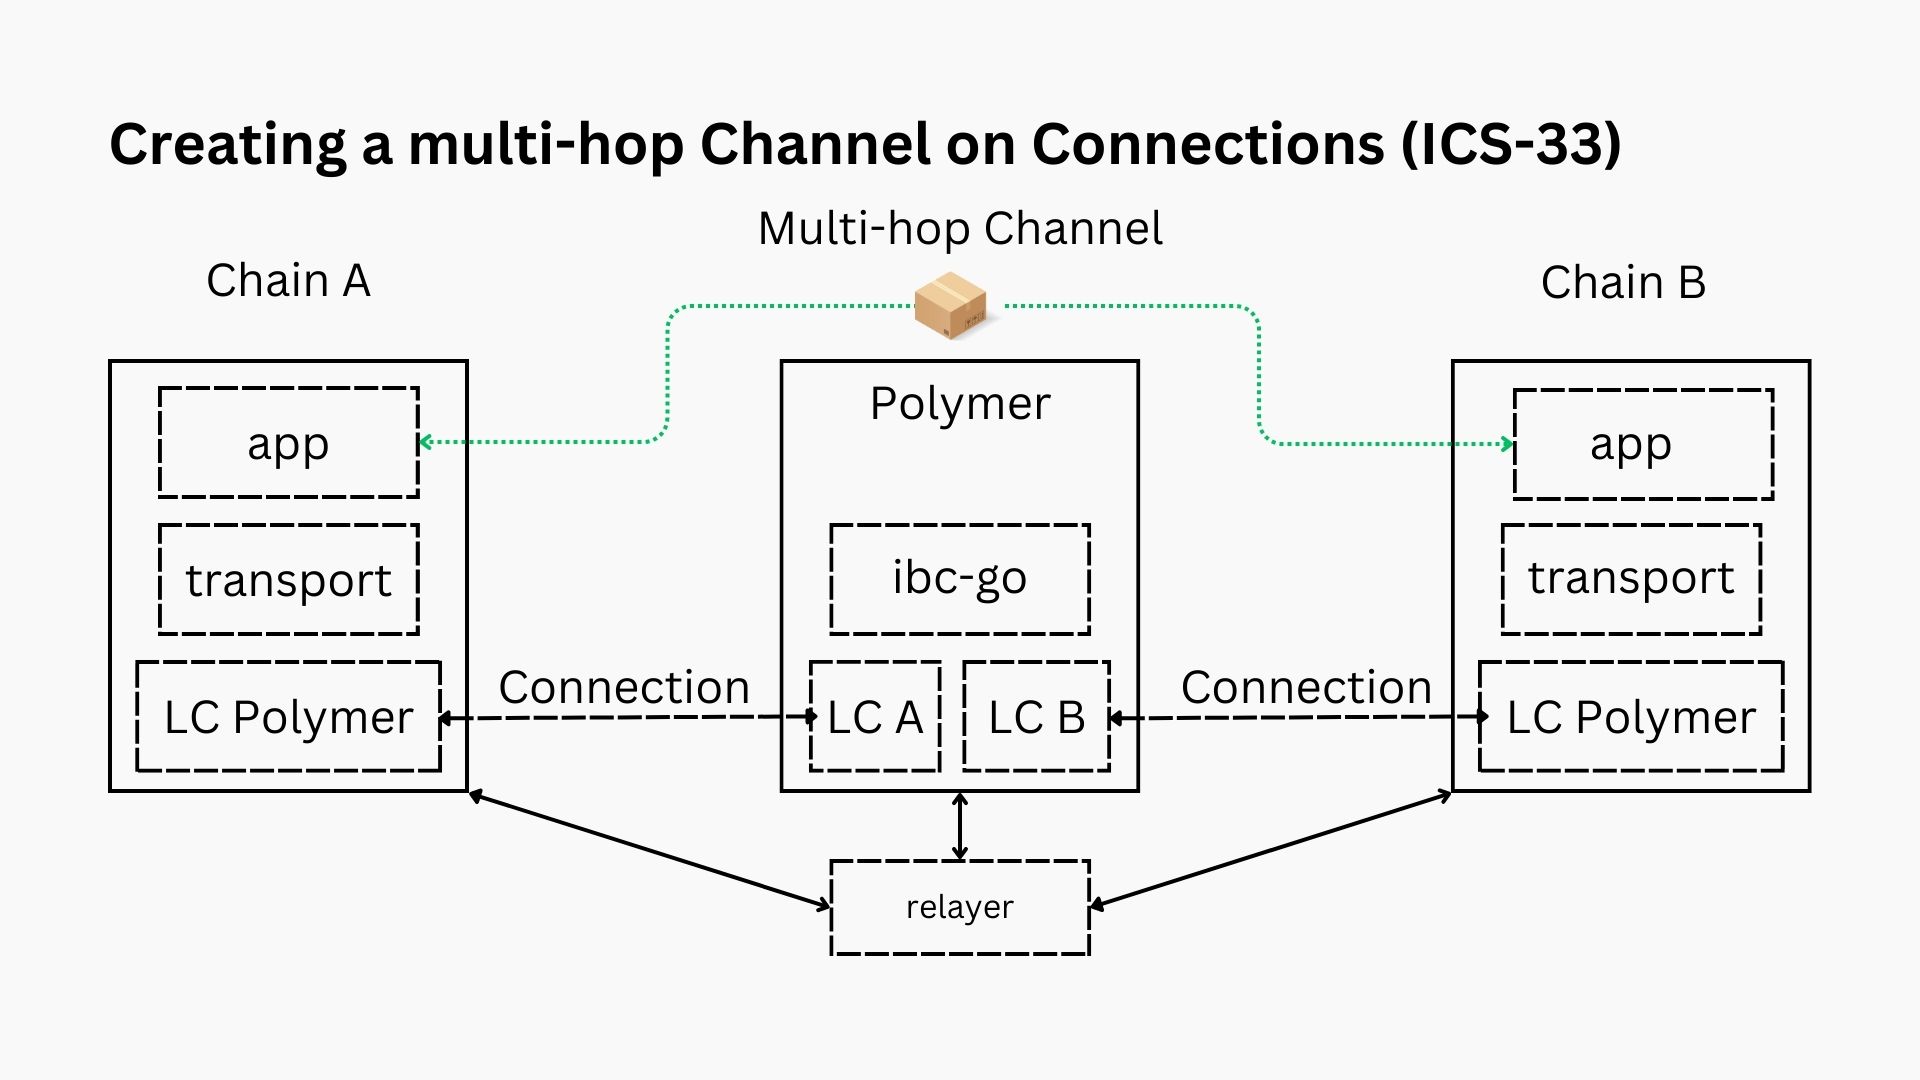 Creating a multi-hop Channel on Connections (ICS-33)
Multi-hop Channel
Chain A
Chain B
app
transport
LC Polymer
Connection
Polymer
ibc-go
LC A
LC B
Connection
app
transport
LC Polymer
relayer